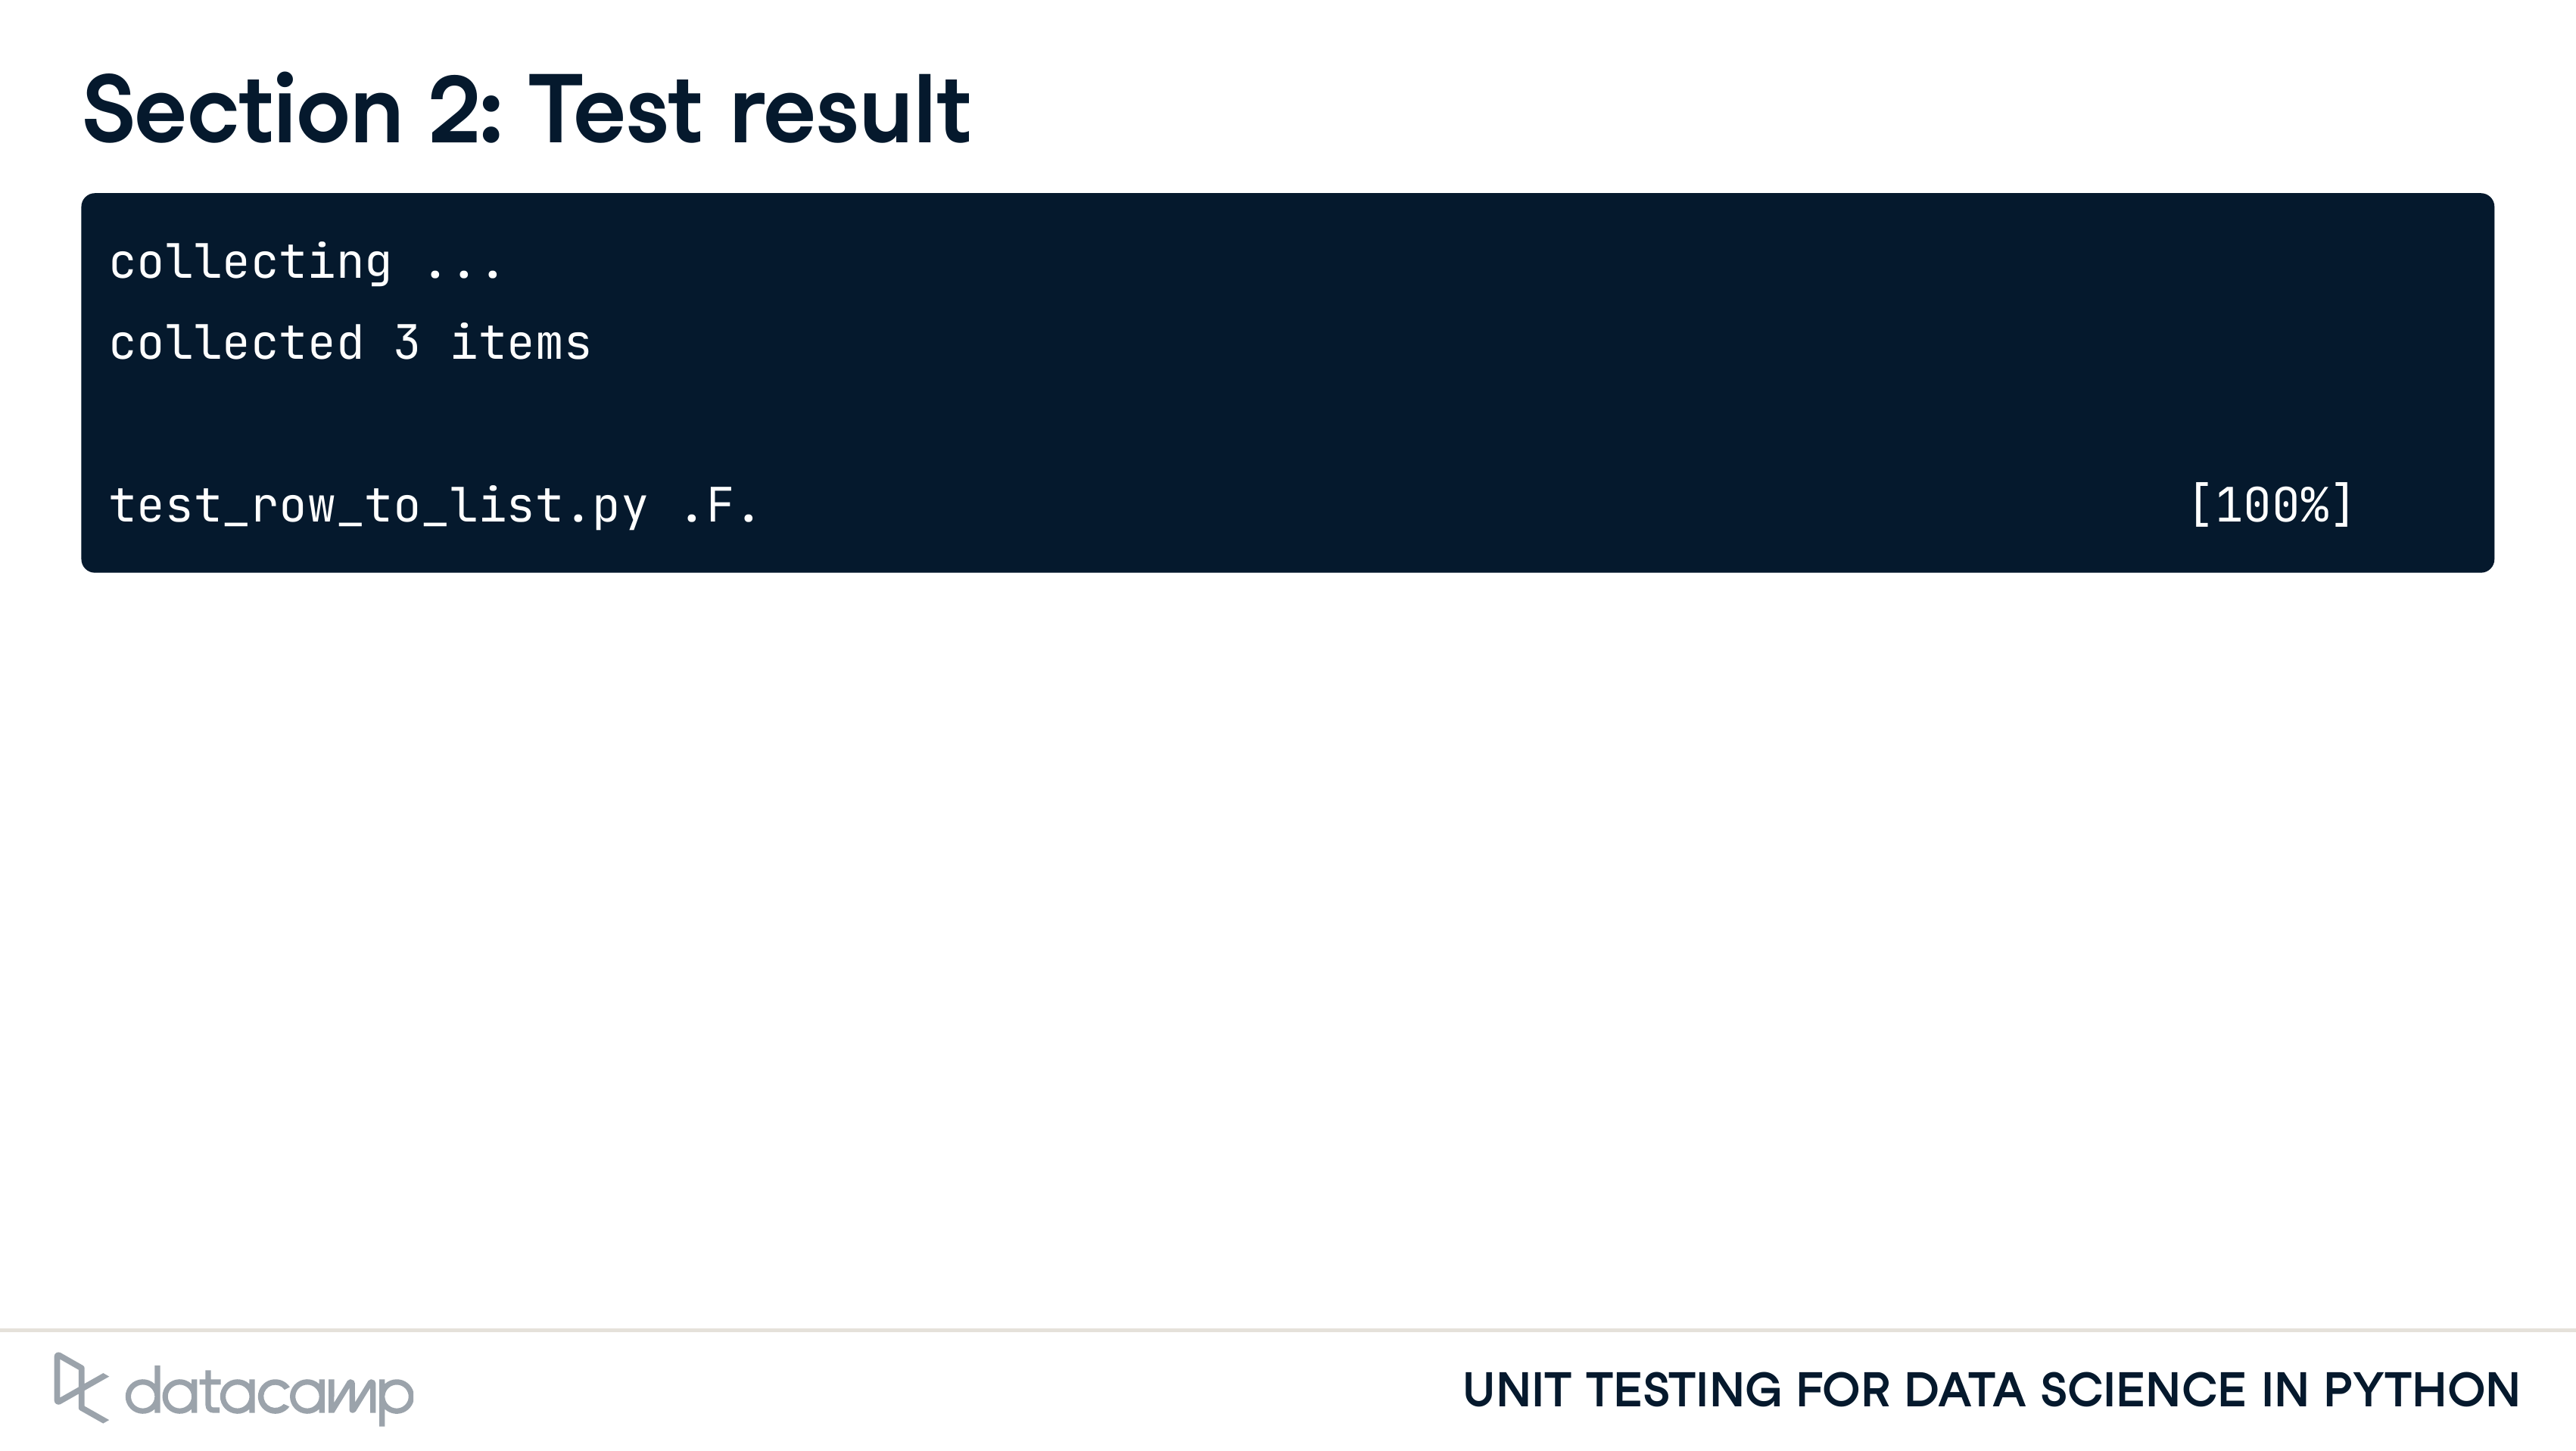 Section 2: Test result
collecting ...
collected 3 items
test_row_to_list.py .F. [100%]
datacamp
UNIT TESTING FOR DATA SCIENCE IN PYTHON